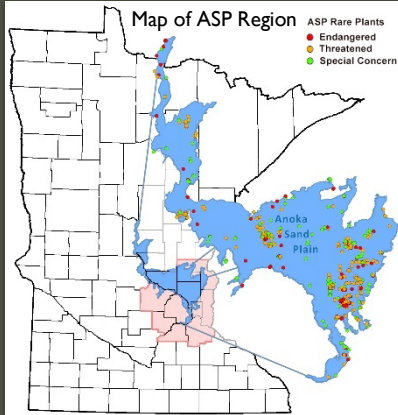 Map of ASP Region
ASP Rare Plants
Endangered
Threatened
Special Concern
Anoka
Sand
Plain